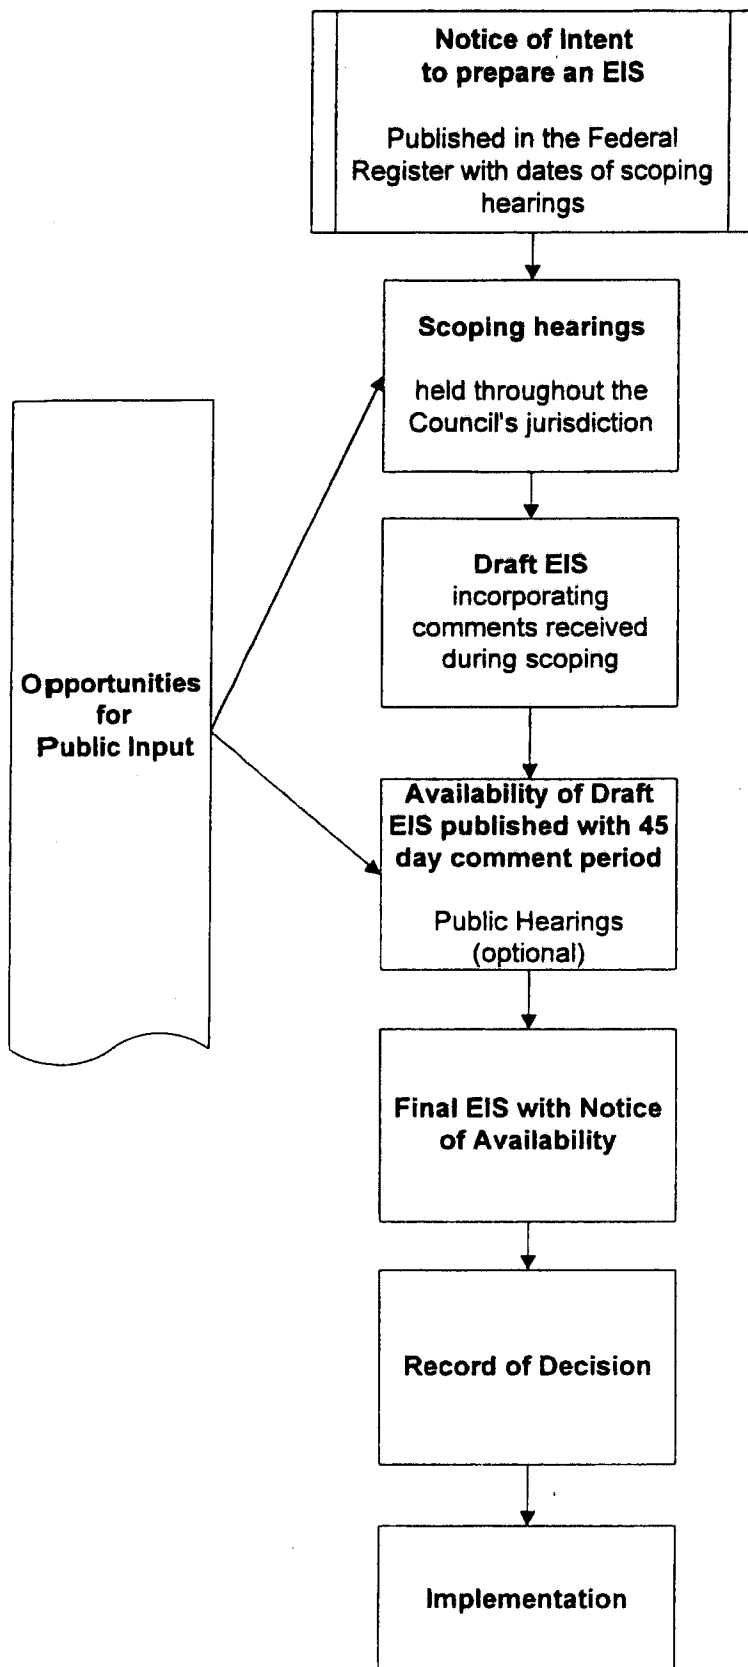 Notice of Intent
to prepare an EIS
Published in the Federal
Register with dates of scoping
hearings
Scoping hearings
held throughout the
Council's jurisdiction
Draft EIS
incorporating
comments received
during scoping
Opportunities
for
Public Input
Availability of Draft
EIS published with 45
day comment period
Public Hearings
(optional)
Final EIS with Notice
of Availability
Record of Decision
Implementation